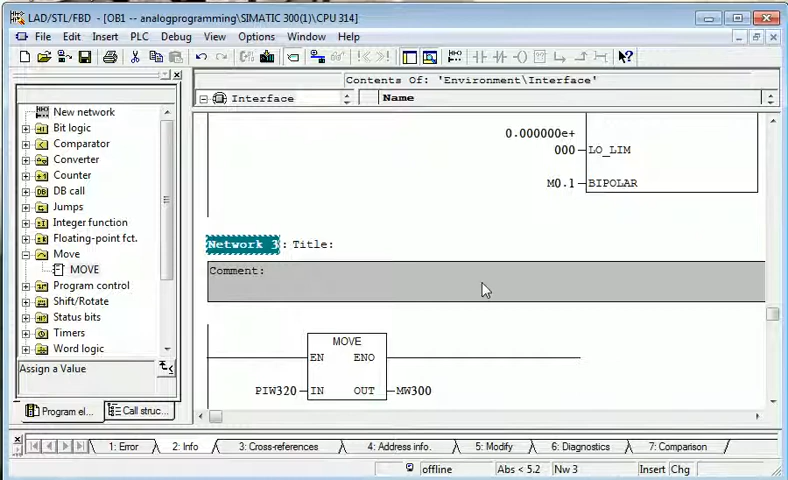 LAD/STL/FBD - [OB1 -- analogprogramming\SIMATIC 300(1)\CPU 314]
File Edit Insert PLC Debug View Options Window Help
Contents Of: 'Environment\Interface'
Interface Name
New network
Bit logic
Comparator
Converter
Counter
DB call
Jumps
Integer function
Floating-point fct.
Move
MOVE
Program control
Shift/Rotate
Status bits
Timers
Word logic
Assign a Value
Program el... Call struc...
0.000000e+
000 LO_LIM
M0.1 BIPOLAR
Network 3: Title:
Comment:
MOVE
EN ENO
PIW320 IN OUT MW300
1: Error 2: Info 3: Cross-references 4: Address info. 5: Modify 6: Diagnostics 7: Comparison
offline Abs < 5.2 Nw 3 Insert Chg